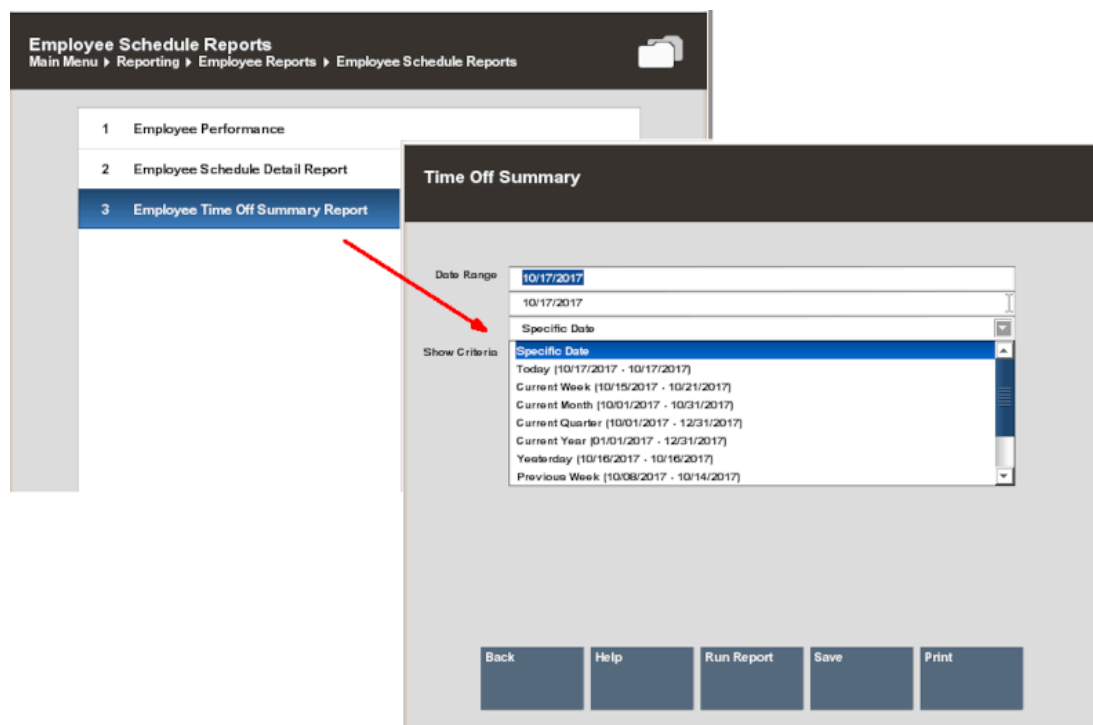 Employee Schedule Reports
Main Menu ▸ Reporting ▸ Employee Reports ▸ Employee Schedule Reports
1 Employee Performance
2 Employee Schedule Detail Report
3 Employee Time Off Summary Report
Time Off Summary
Date Range 10/17/2017
10/17/2017
Specific Date
Show Criteria Specific Date
Today (10/17/2017 - 10/17/2017)
Current Week (10/15/2017 - 10/21/2017)
Current Month (10/01/2017 - 10/31/2017)
Current Quarter (10/01/2017 - 12/31/2017)
Current Year (01/01/2017 - 12/31/2017)
Yesterday (10/16/2017 - 10/16/2017)
Previous Week (10/08/2017 - 10/14/2017)
Back Help Run Report Save Print